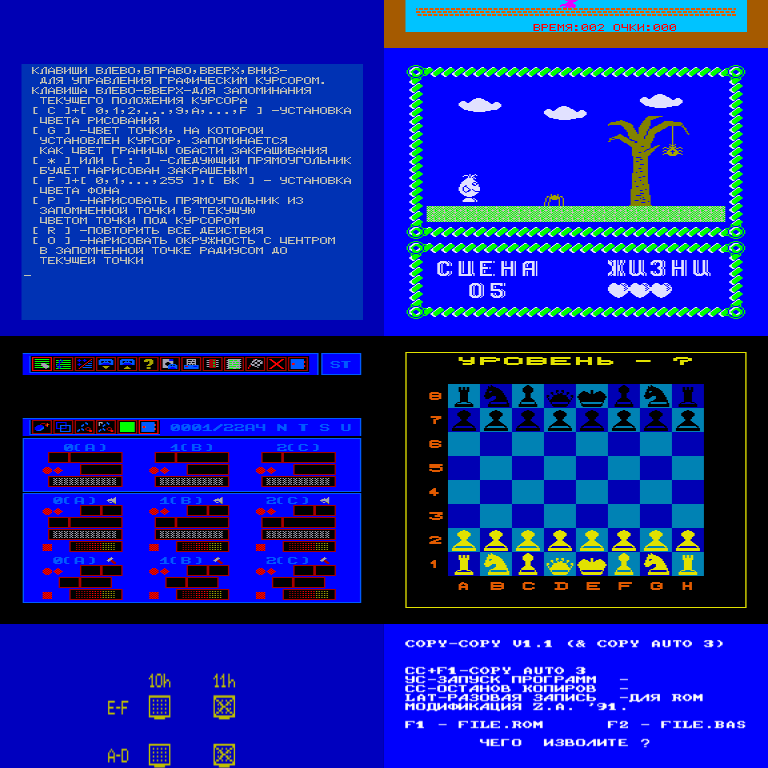 КЛАВИШИ ВЛЕВО,ВПРАВО,ВВЕРХ,ВНИЗ-
ДЛЯ УПРАВЛЕНИЯ ГРАФИЧЕСКИМ КУРСОРОМ.
КЛАВИША ВЛЕВО-ВВЕРХ-ДЛЯ ЗАПОМИНАНИЯ
ТЕКУЩЕГО ПОЛОЖЕНИЯ КУРСОРА
[ C ]+[ 0,1,2,...,9,A,...,F ] -УСТАНОВКА
ЦВЕТА РИСОВАНИЯ
[ G ] -ЦВЕТ ТОЧКИ, НА КОТОРОЙ
УСТАНОВЛЕН КУРСОР, ЗАПОМИНАЕТСЯ
КАК ЦВЕТ ГРАНИЦЫ ОБАСТИ ЗАКРАШИВАНИЯ
[ * ] ИЛИ [ : ] -СЛЕДУЮЩИЙ ПРЯМОУГОЛЬНИК
БУДЕТ НАРИСОВАН ЗАКРАШЕНЫМ
[ F ]+[ 0,1,...,255 ],[ ВК ] - УСТАНОВКА
ЦВЕТА ФОНА
[ P ] -НАРИСОВАТЬ ПРЯМОУГОЛЬНИК ИЗ
ЗАПОМНЕННОЙ ТОЧКИ В ТЕКУЩУЮ
ЦВЕТОМ ТОЧКИ ПОД КУРСОРОМ
[ R ] -ПОВТОРИТЬ ВСЕ ДЕЙСТВИЯ
[ O ] -НАРИСОВАТЬ ОКРУЖНОСТЬ С ЦЕНТРОМ
В ЗАПОМНЕННОЙ ТОЧКЕ РАДИУСОМ ДО
ТЕКУЩЕЙ ТОЧКИ
ВРЕМЯ:002 ОЧКИ:000
СЦЕНА ЖИЗНИ
05
ST
0001/22A4 N T S U
0(A) 1(B) 2(C)
0(A) 1(B) 2(C)
0(A) 1(B) 2(C)
УРОВЕНЬ - ?
8
7
6
5
4
3
2
1
A B C D E F G H
10h 11h
E-F
A-D
COPY-COPY V1.1 (& COPY AUTO 3)
СС+F1-COPY AUTO 3
УС-ЗАПУСК ПРОГРАММ -
СС-ОСТАНОВ КОПИРОВ -
LAT-РАЗОВАЯ ЗАПИСЬ -ДЛЯ ROM
МОДИФИКАЦИЯ Z.A. '91.
F1 - FILE.ROM F2 - FILE.BAS
ЧЕГО ИЗВОЛИТЕ ?